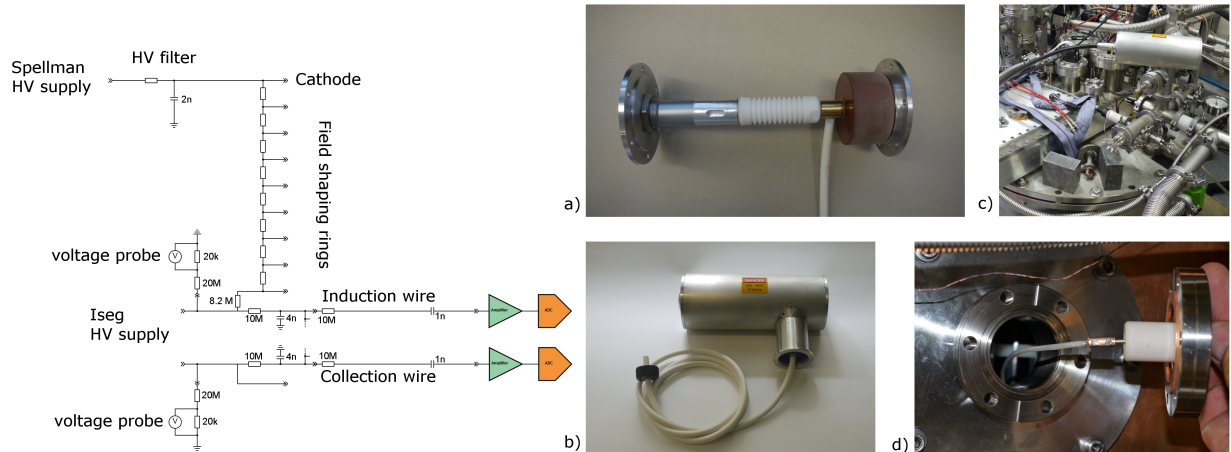 HV filter
Spellman
HV supply
Cathode
2n
Field shaping rings
voltage probe
V
20k
20M
8.2 M
Iseg
HV supply
Induction wire
10M
4n
10M
1n
Amplifier
ADC
10M
4n
10M
1n
Amplifier
ADC
Collection wire
20M
voltage probe
V
20k
a)
b)
c)
d)